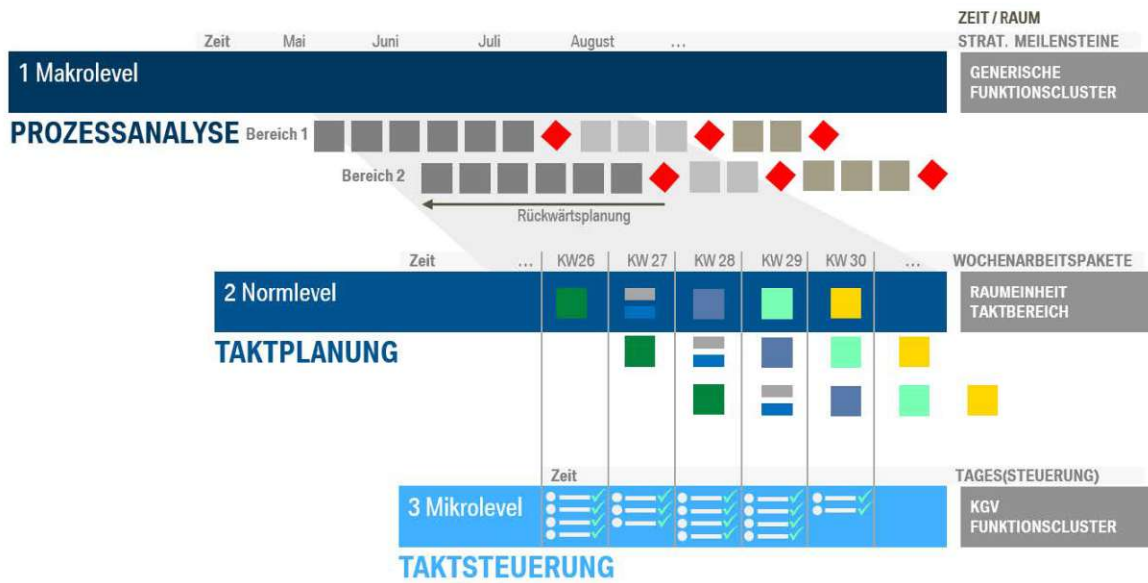 ZEIT / RAUM
Zeit Mai Juni Juli August ... STRAT. MEILENSTEINE
1 Makrolevel
GENERISCHE
FUNKTIONSCLUSTER
PROZESSANALYSE Bereich 1
Bereich 2
Rückwärtsplanung
Zeit ... KW26 KW 27 KW 28 KW 29 KW 30 ... WOCHENARBEITSPAKETE
2 Normlevel
RAUMEINHEIT
TAKTBEREICH
TAKTPLANUNG
Zeit TAGES(STEUERUNG)
3 Mikrolevel
KGV
FUNKTIONSCLUSTER
TAKTSTEUERUNG